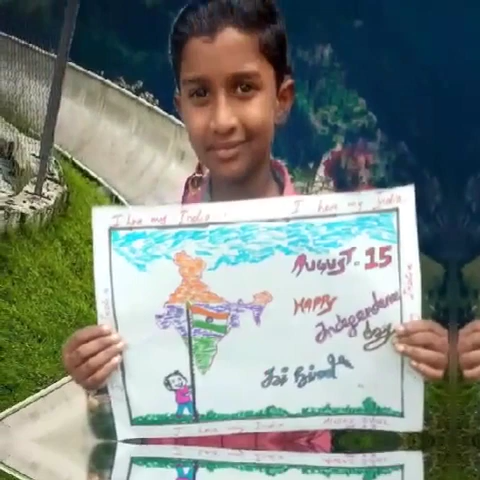 I love my India. I love my India
AUGUST. 15
HAPPY
Independence
day
Jai Hind